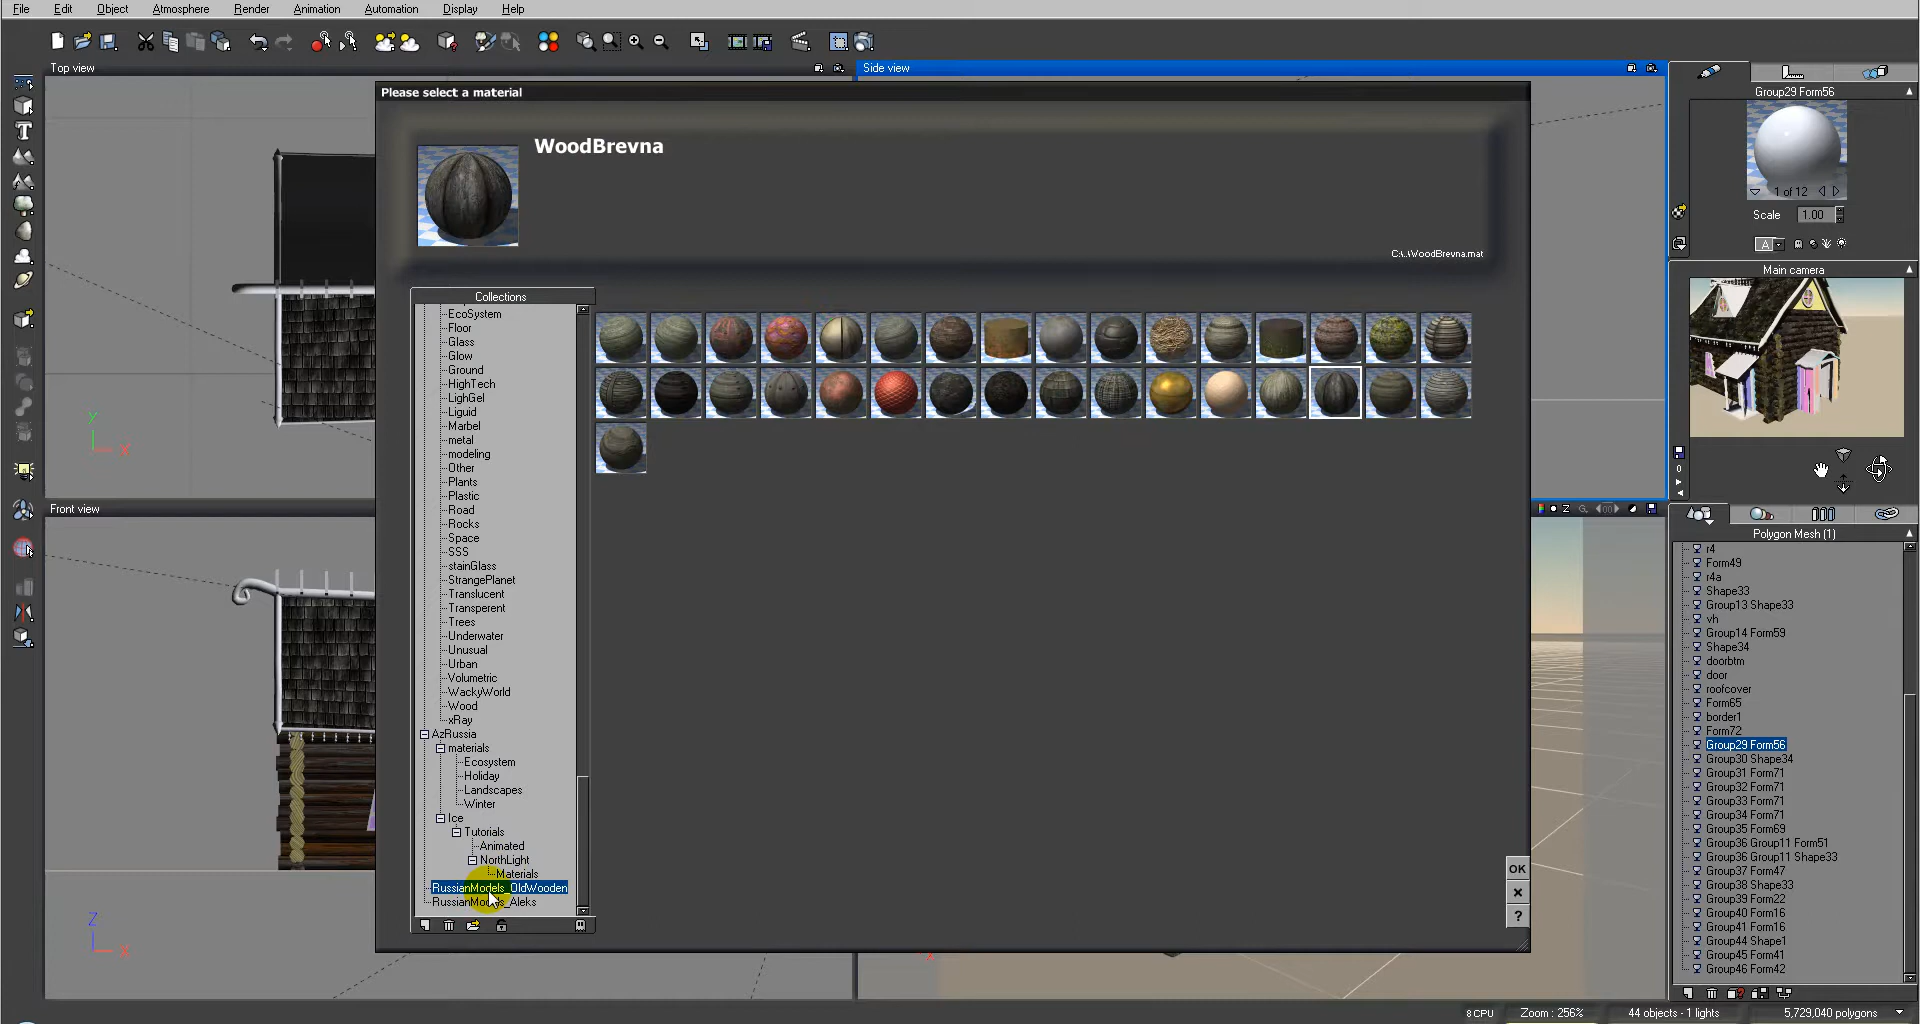 File Edit Object Atmosphere Render Animation Automation Display Help
Top view
Side view
Group29 Form56
Please select a material
WoodBrevna
C:\..\WoodBrevna.mat
1 of 12
Scale 1.00
A
Main camera
Collections
EcoSystem
Floor
Glass
Glow
Ground
HighTech
LighGel
Liguid
Marbel
metal
modeling
Other
Plants
Plastic
Road
Rocks
Space
SSS
stainGlass
StrangePlanet
Translucent
Transperent
Trees
Underwater
Unusual
Urban
Volumetric
WackyWorld
Wood
xRay
AzRussia
materials
Ecosystem
Holiday
Landscapes
Winter
Ice
Tutorials
Animated
NorthLight
Materials
RussianModels_OldWooden
RussianModels_Aleks
OK
?
Front view
Y
X
Z
X
0
Polygon Mesh (1)
r4
Form49
r4a
Shape33
Group13 Shape33
vh
Group14 Form59
Shape34
doorbtm
door
roofcover
Form65
border1
Form72
Group29 Form56
Group30 Shape34
Group31 Form71
Group32 Form71
Group33 Form71
Group34 Form71
Group35 Form69
Group36 Group11 Form51
Group36 Group11 Shape33
Group37 Form47
Group38 Shape33
Group39 Form22
Group40 Form16
Group41 Form16
Group44 Shape1
Group45 Form41
Group46 Form42
8 CPU Zoom : 256% 44 objects - 1 lights 5,729,040 polygons